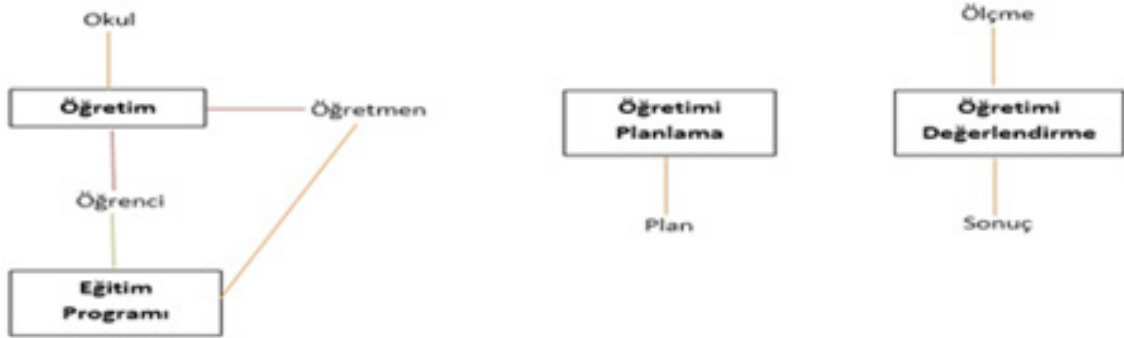 Okul
Öğretim
Öğretmen
Öğrenci
Eğitim
Programı
Öğretimi
Planlama
Plan
Ölçme
Öğretimi
Değerlendirme
Sonuç